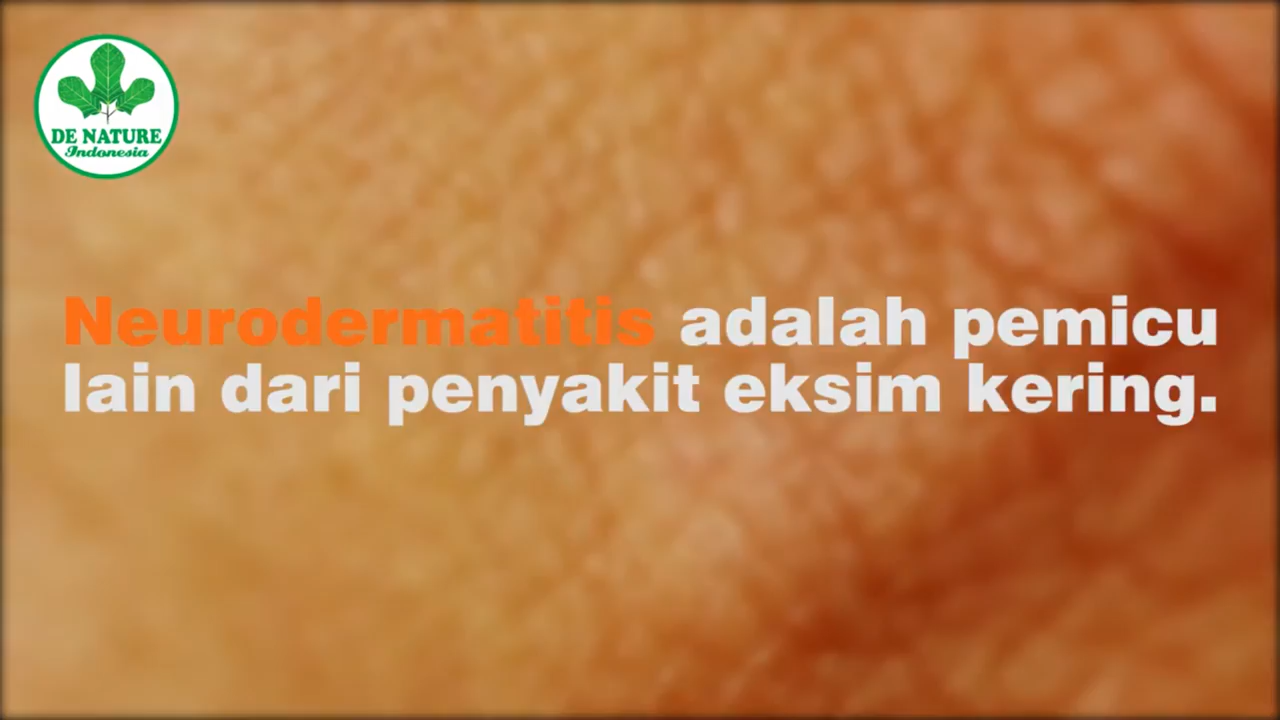 DE NATURE
Indonesia
Neurodermatitis adalah pemicu
lain dari penyakit eksim kering.